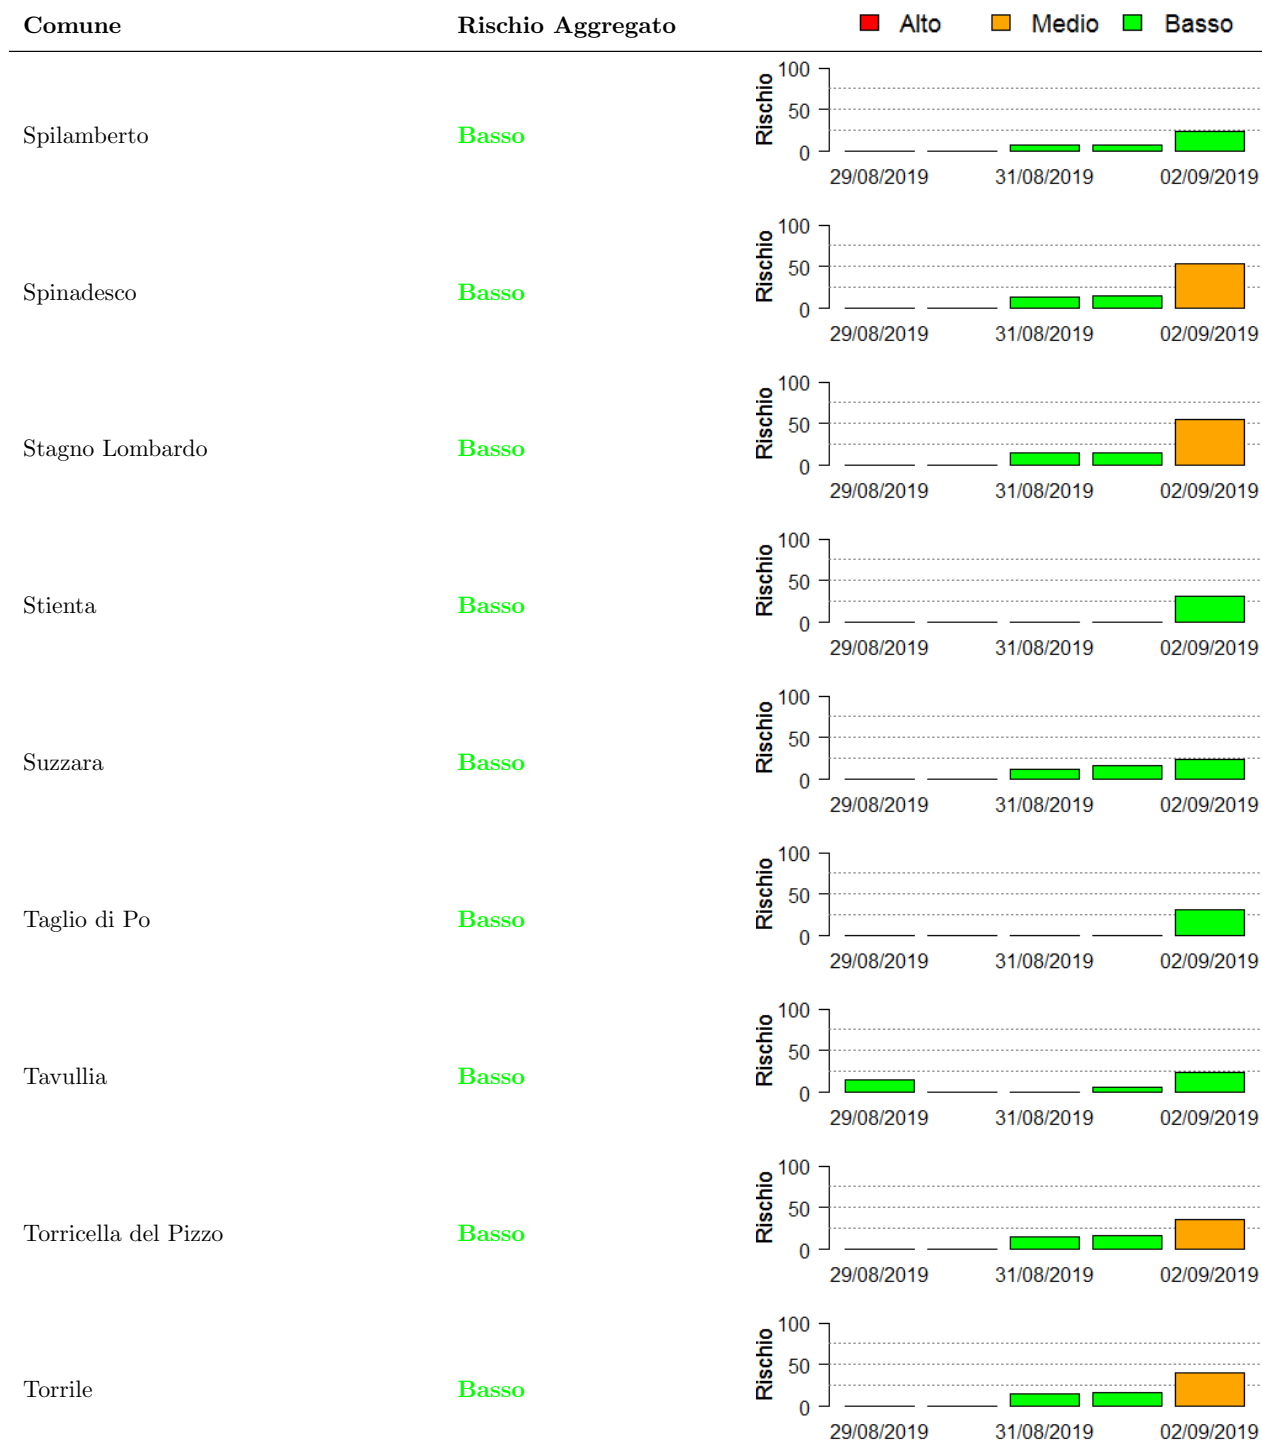 Comune Rischio Aggregato Alto Medio Basso
100
50
0
Rischio
Spilamberto Basso
29/08/2019 31/08/2019 02/09/2019
100
50
0
Rischio
Spinadesco Basso
29/08/2019 31/08/2019 02/09/2019
100
50
0
Rischio
Stagno Lombardo Basso
29/08/2019 31/08/2019 02/09/2019
100
50
0
Rischio
Stienta Basso
29/08/2019 31/08/2019 02/09/2019
100
50
0
Rischio
Suzzara Basso
29/08/2019 31/08/2019 02/09/2019
100
50
0
Rischio
Taglio di Po Basso
29/08/2019 31/08/2019 02/09/2019
100
50
0
Rischio
Tavullia Basso
29/08/2019 31/08/2019 02/09/2019
100
50
0
Rischio
Torricella del Pizzo Basso
29/08/2019 31/08/2019 02/09/2019
100
50
0
Rischio
Torrile Basso
29/08/2019 31/08/2019 02/09/2019